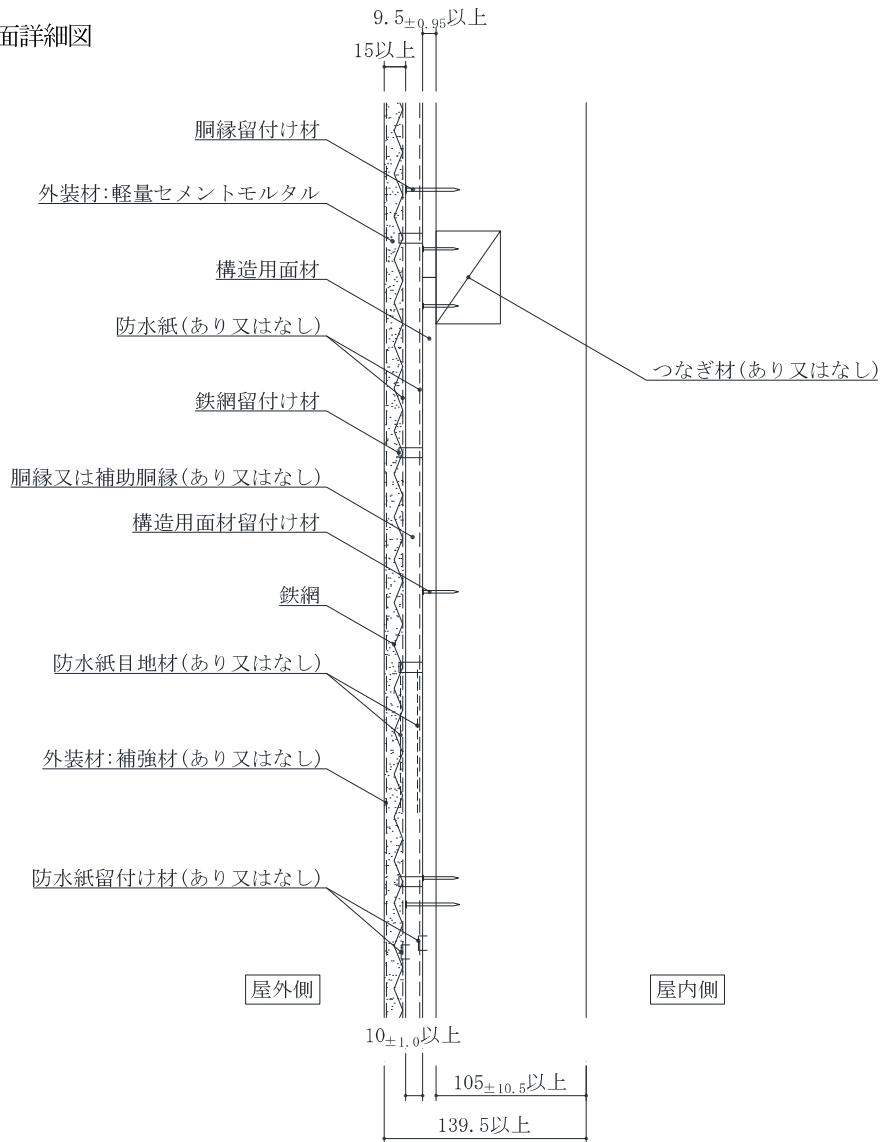 面詳細図
9.5±0.95以上
15以上
胴縁留付け材
外装材:軽量セメントモルタル
構造用面材
防水紙(あり又はなし)
つなぎ材(あり又はなし)
鉄網留付け材
胴縁又は補助胴縁(あり又はなし)
構造用面材留付け材
鉄網
防水紙目地材(あり又はなし)
外装材:補強材(あり又はなし)
防水紙留付け材(あり又はなし)
屋外側
屋内側
10±1.0以上
105±10.5以上
139.5以上